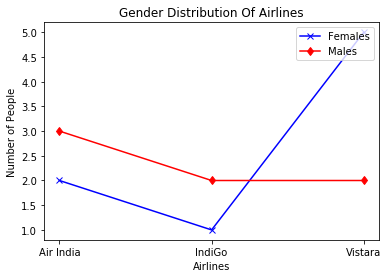 Gender Distribution Of Airlines
Females
Males
Number of People
5.0
4.5
4.0
3.5
3.0
2.5
2.0
1.5
1.0
Air India
IndiGo
Vistara
Airlines